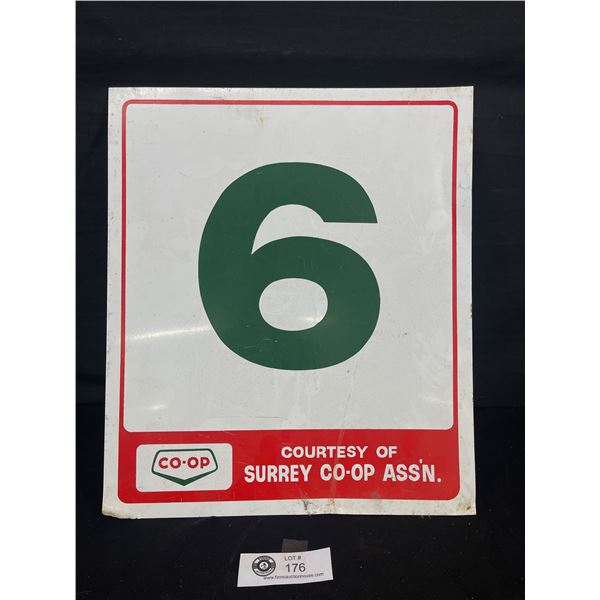 6
CO-OP
COURTESY OF
SURREY CO-OP ASS'N.
LOT #
176